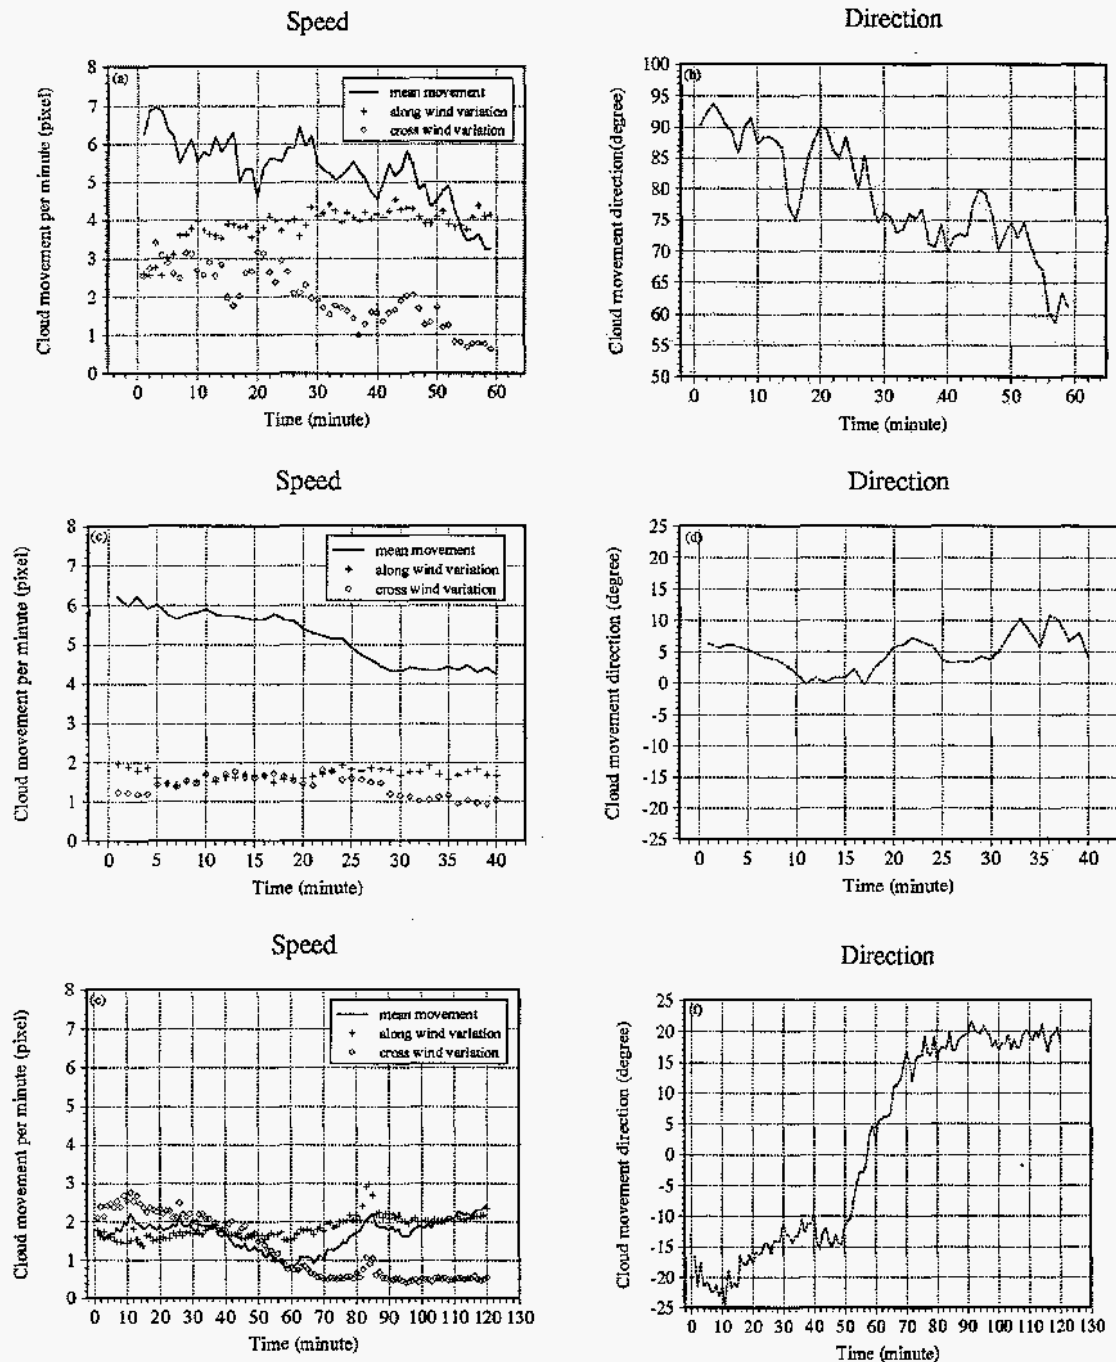 Speed
Direction
(a)
mean movement
along wind variation
cross wind variation
Cloud movement per minute (pixel)
8
7
6
5
4
3
2
1
0
0 10 20 30 40 50 60
Time (minute)
(b)
Cloud movement direction(degree)
100
95
90
85
80
75
70
65
60
55
50
0 10 20 30 40 50 60
Time (minute)
Speed
Direction
(c)
mean movement
along wind variation
cross wind variation
Cloud movement per minute (pixel)
8
7
6
5
4
3
2
1
0
0 5 10 15 20 25 30 35 40
Time (minute)
(d)
Cloud movement direction (degree)
25
20
15
10
5
0
-5
-10
-15
-20
-25
0 5 10 15 20 25 30 35 40
Time (minute)
Speed
Direction
(e)
mean movement
along wind variation
cross wind variation
Cloud movement per minute (pixel)
8
7
6
5
4
3
2
1
0
0 10 20 30 40 50 60 70 80 90 100 110 120 130
Time (minute)
(f)
Cloud movement direction (degree)
25
20
15
10
5
0
-5
-10
-15
-20
-25
0 10 20 30 40 50 60 70 80 90 100 110 120 130
Time (minute)